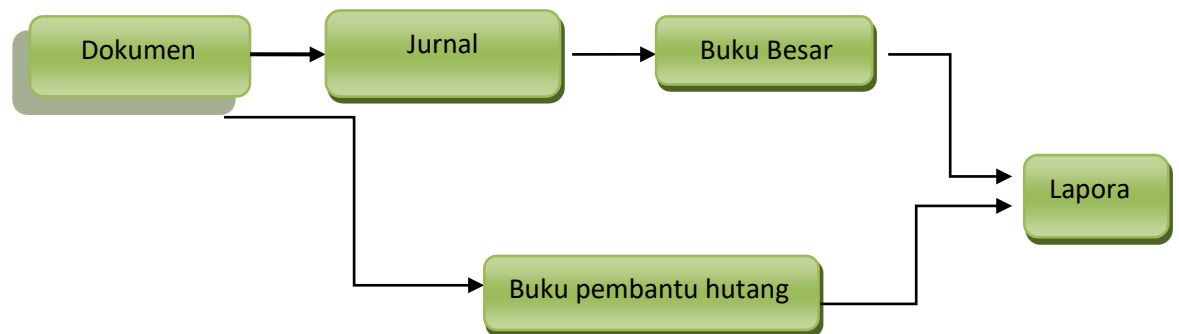 Dokumen
Jurnal
Buku Besar
Lapora
Buku pembantu hutang